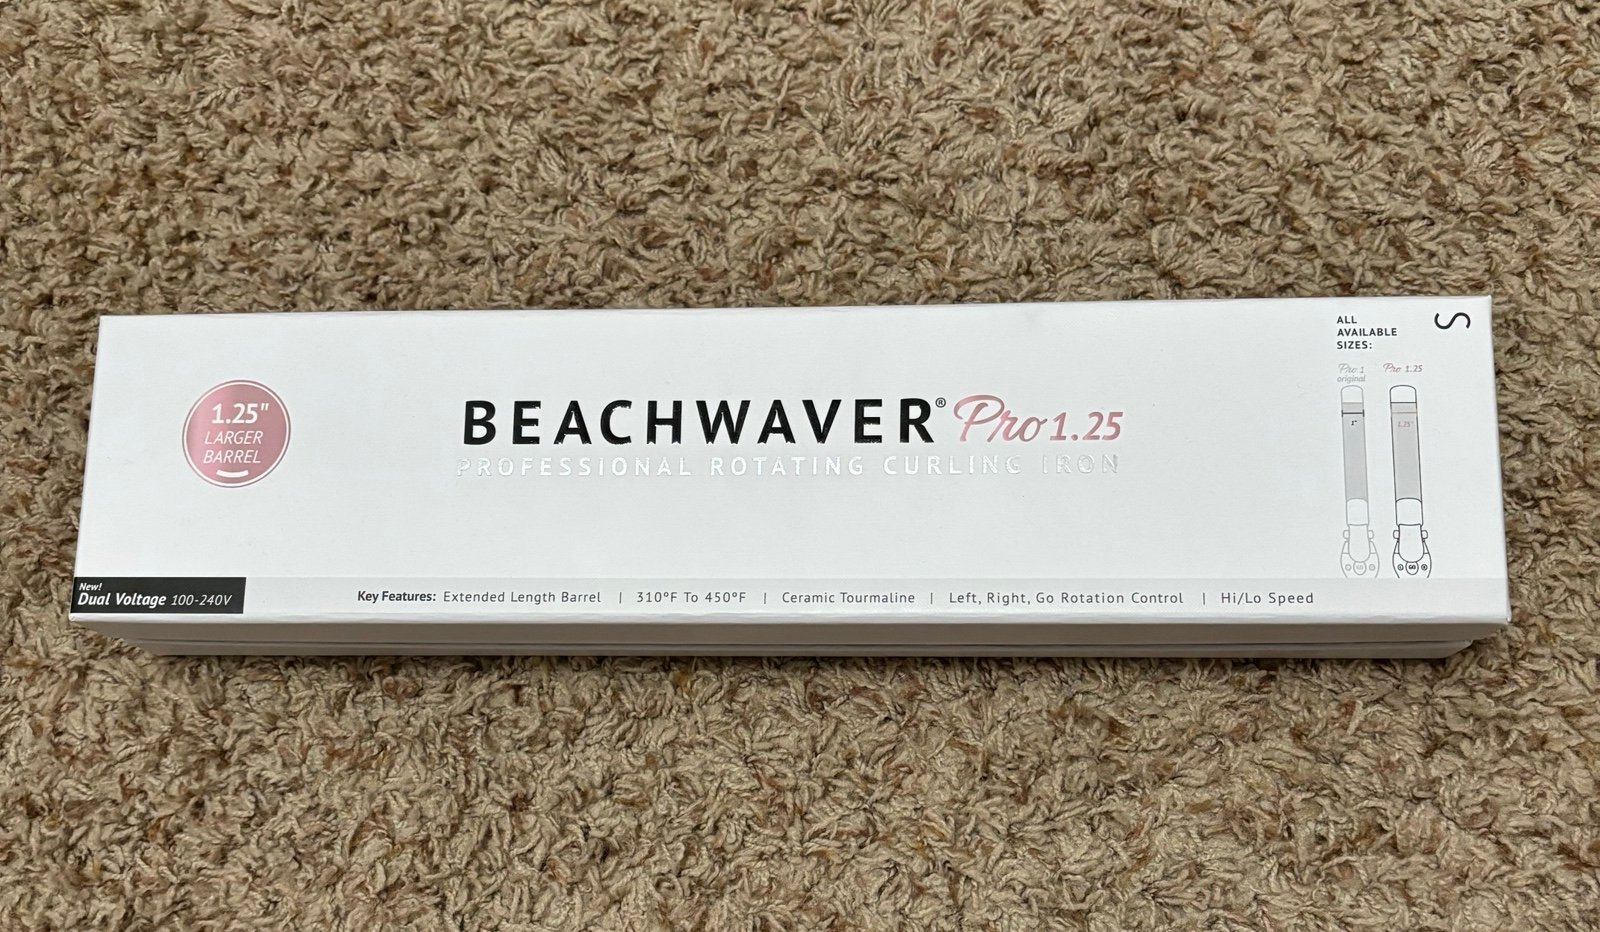 1.25"
LARGER
BARREL
BEACHWAVER® Pro 1.25
PROFESSIONAL ROTATING CURLING IRON
ALL
AVAILABLE
SIZES:
Pro 1
original
Pro 1.25
1"
1.25"
GO
GO
New!
Dual Voltage 100-240V
Key Features: Extended Length Barrel | 310°F To 450°F | Ceramic Tourmaline | Left, Right, Go Rotation Control | Hi/Lo Speed